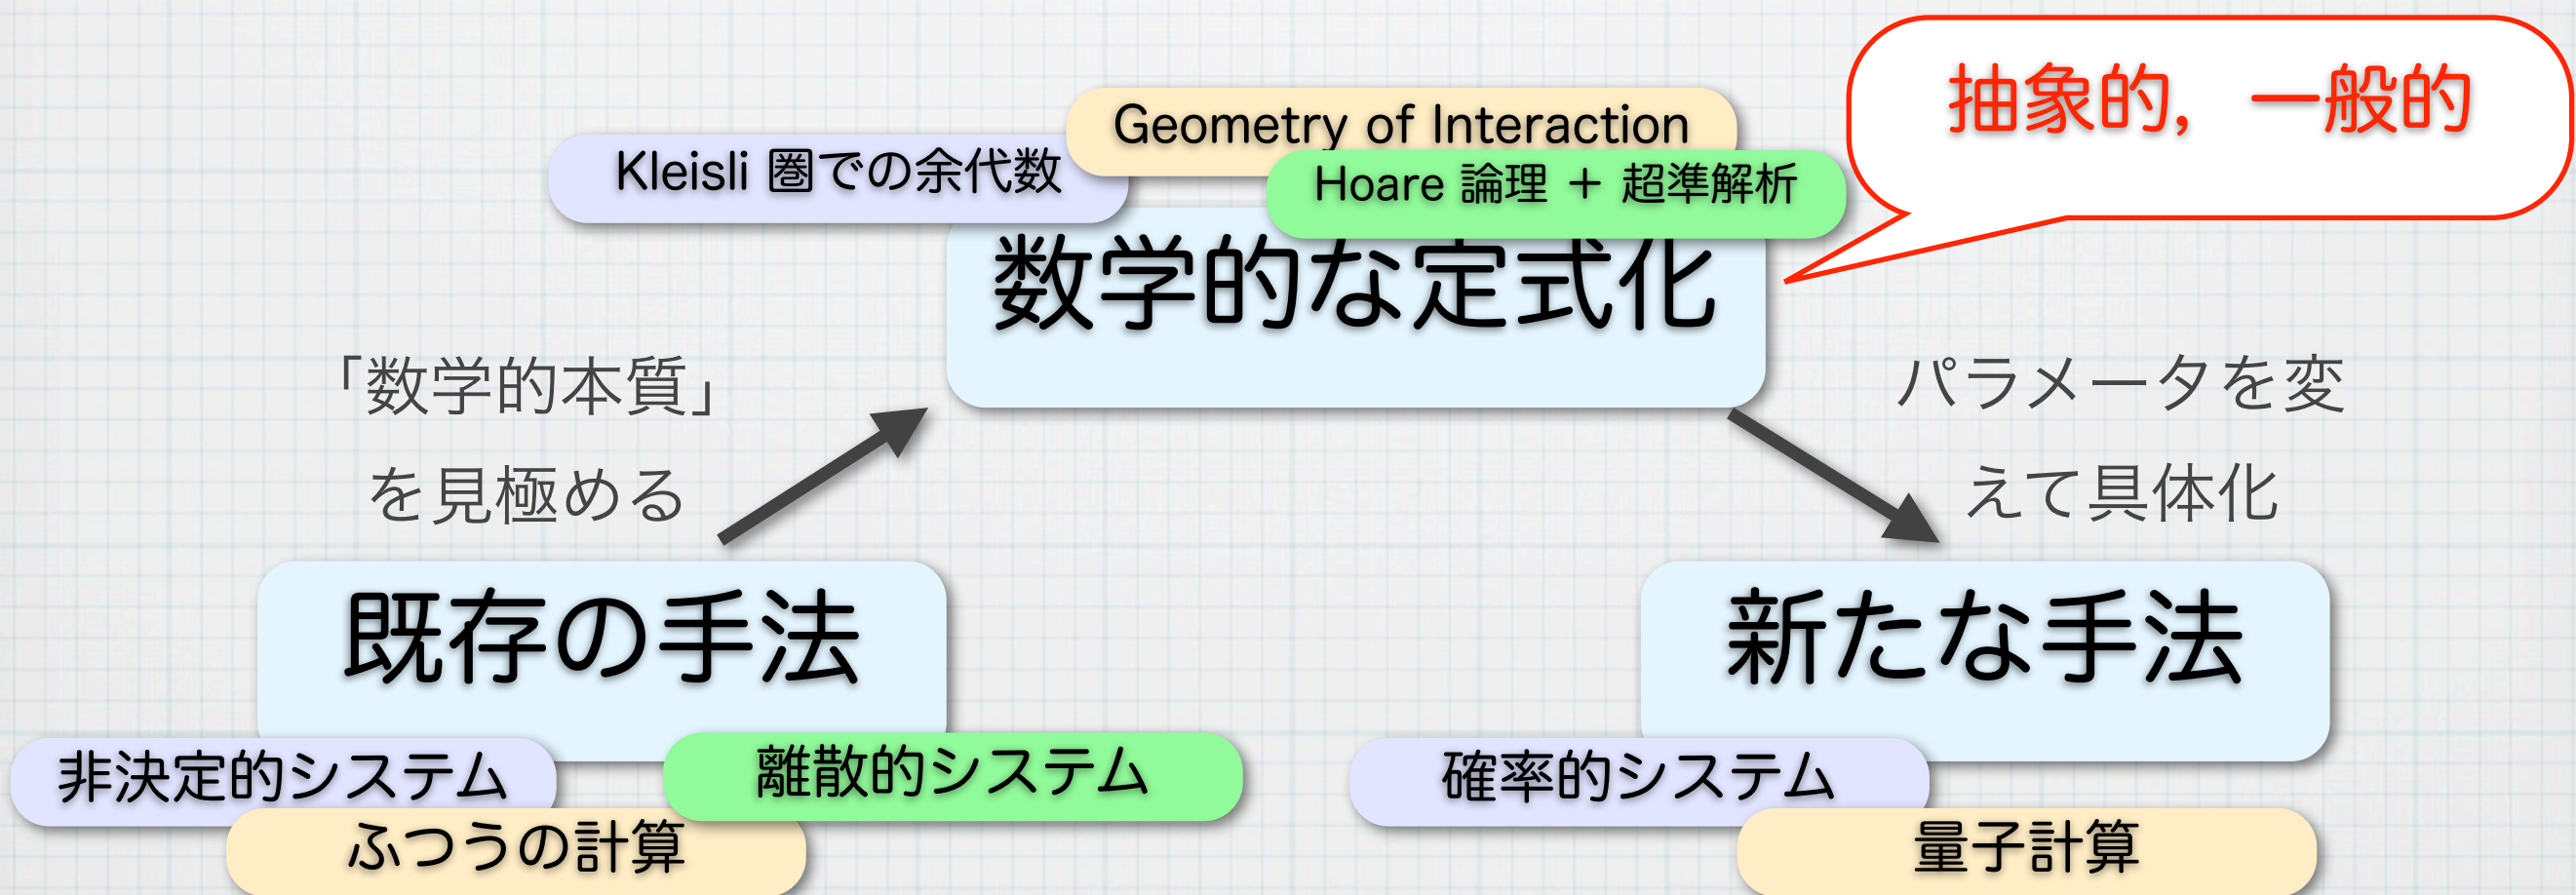 抽象的，一般的
Geometry of Interaction
Kleisli 圏での余代数
Hoare 論理 ＋ 超準解析
数学的な定式化
「数学的本質」
を見極める
パラメータを変
えて具体化
既存の手法
新たな手法
非決定的システム
離散的システム
ふつうの計算
確率的システム
量子計算